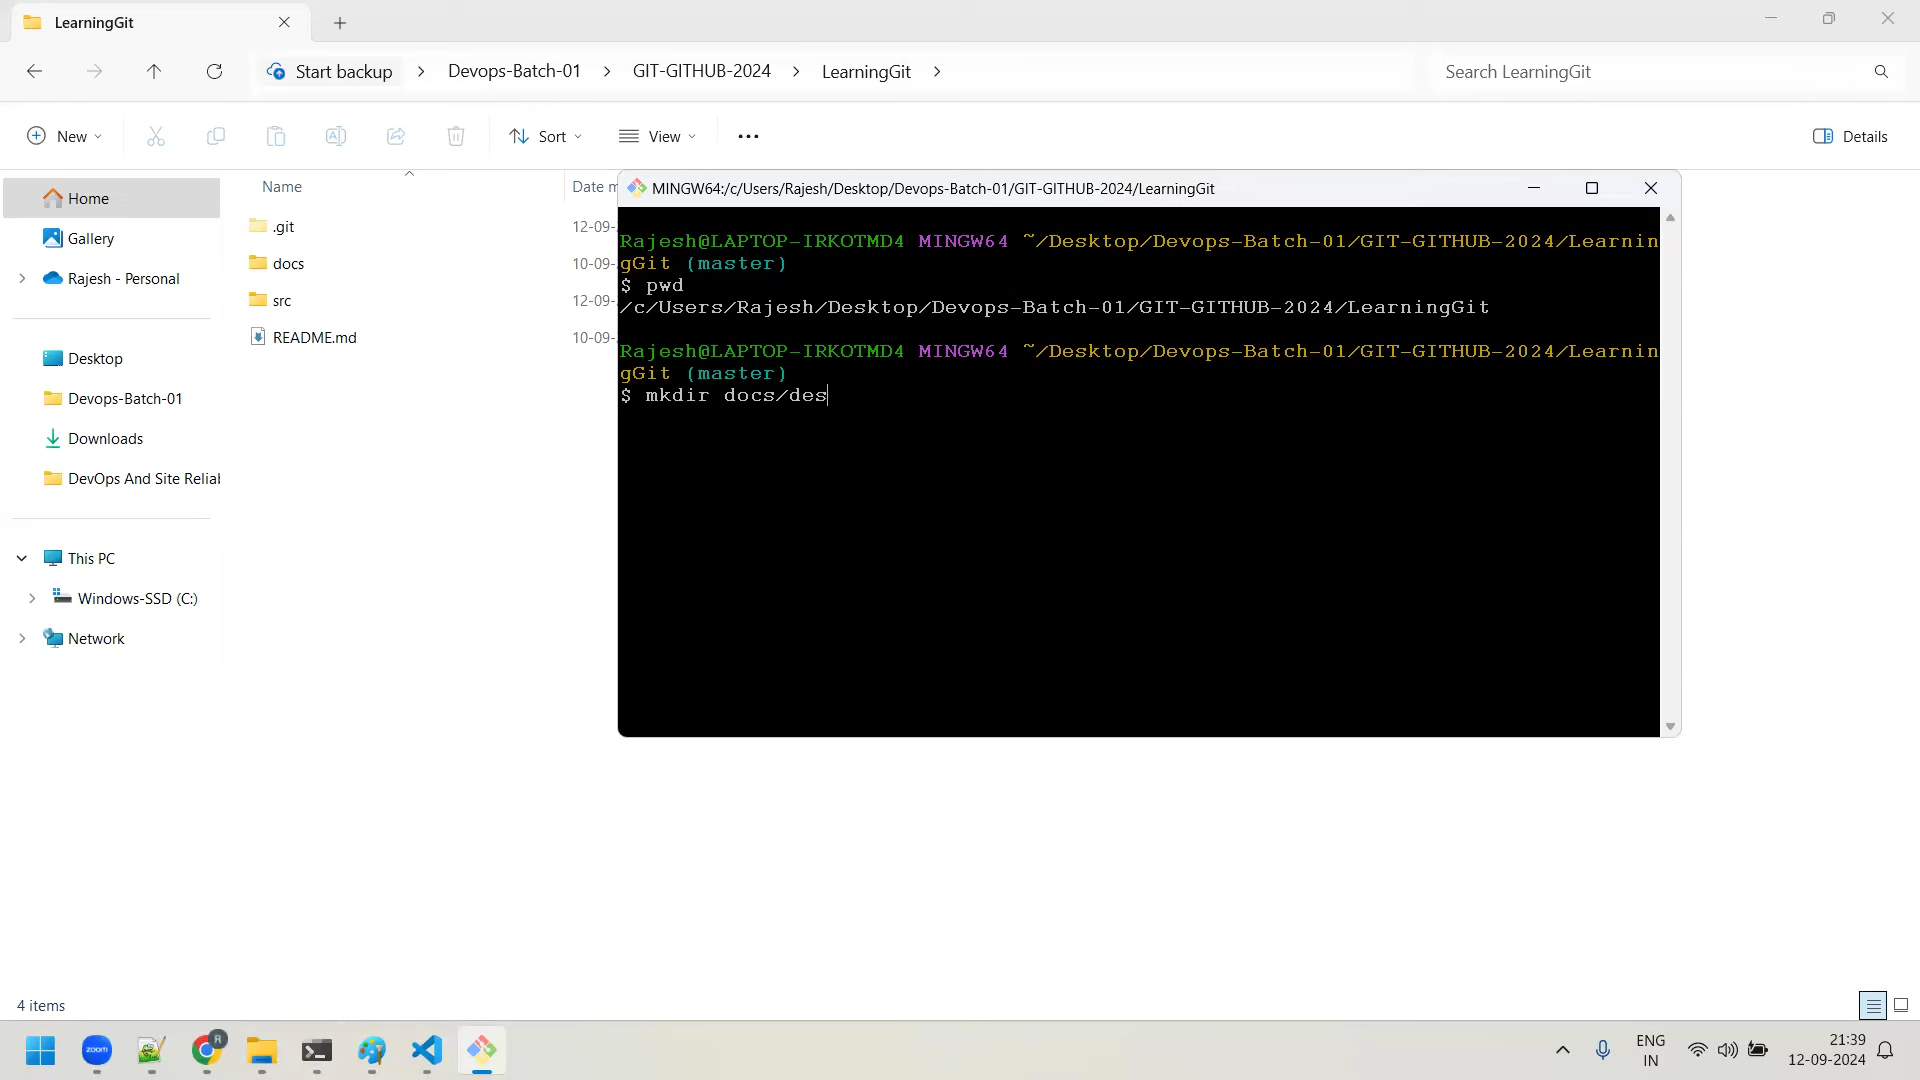 LearningGit
Start backup > Devops-Batch-01 > GIT-GITHUB-2024 > LearningGit >
Search LearningGit
New
Sort
View
Details
Home
Gallery
Rajesh - Personal
Desktop
Devops-Batch-01
Downloads
DevOps And Site Reliab
This PC
Windows-SSD (C:)
Network
Name
Date m
.git
12-09-
docs
10-09-
src
12-09-
README.md
10-09-
MINGW64:/c/Users/Rajesh/Desktop/Devops-Batch-01/GIT-GITHUB-2024/LearningGit
Rajesh@LAPTOP-IRKOTMD4 MINGW64 ~/Desktop/Devops-Batch-01/GIT-GITHUB-2024/Learnin
gGit (master)
$ pwd
/c/Users/Rajesh/Desktop/Devops-Batch-01/GIT-GITHUB-2024/LearningGit
Rajesh@LAPTOP-IRKOTMD4 MINGW64 ~/Desktop/Devops-Batch-01/GIT-GITHUB-2024/Learnin
gGit (master)
$ mkdir docs/des
4 items
zoom
R
ENG
IN
21:39
12-09-2024